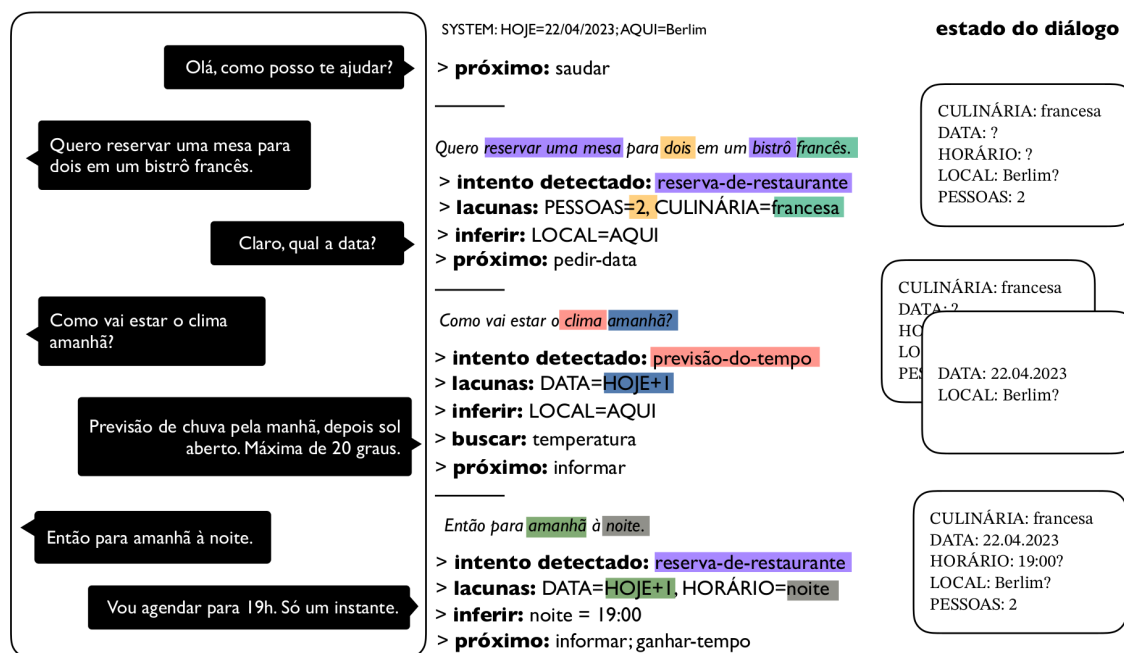 SYSTEM: HOJE=22/04/2023; AQUI=Berlim
estado do diálogo
Olá, como posso te ajudar?
> próximo: saudar
Quero reservar uma mesa para
dois em um bistrô francês.
Quero reservar uma mesa para dois em um bistrô francês.
> intento detectado: reserva-de-restaurante
> lacunas: PESSOAS=2, CULINÁRIA=francesa
> inferir: LOCAL=AQUI
> próximo: pedir-data
CULINÁRIA: francesa
DATA: ?
HORÁRIO: ?
LOCAL: Berlim?
PESSOAS: 2
Claro, qual a data?
Como vai estar o clima
amanhã?
Como vai estar o clima amanhã?
> intento detectado: previsão-do-tempo
> lacunas: DATA=HOJE+1
> inferir: LOCAL=AQUI
> buscar: temperatura
> próximo: informar
CULINÁRIA: francesa
DATA: ?
HO
LO
PES
DATA: 22.04.2023
LOCAL: Berlim?
Previsão de chuva pela manhã, depois sol
aberto. Máxima de 20 graus.
Então para amanhã à noite.
Então para amanhã à noite.
> intento detectado: reserva-de-restaurante
> lacunas: DATA=HOJE+1, HORÁRIO=noite
> inferir: noite = 19:00
> próximo: informar; ganhar-tempo
CULINÁRIA: francesa
DATA: 22.04.2023
HORÁRIO: 19:00?
LOCAL: Berlim?
PESSOAS: 2
Vou agendar para 19h. Só um instante.